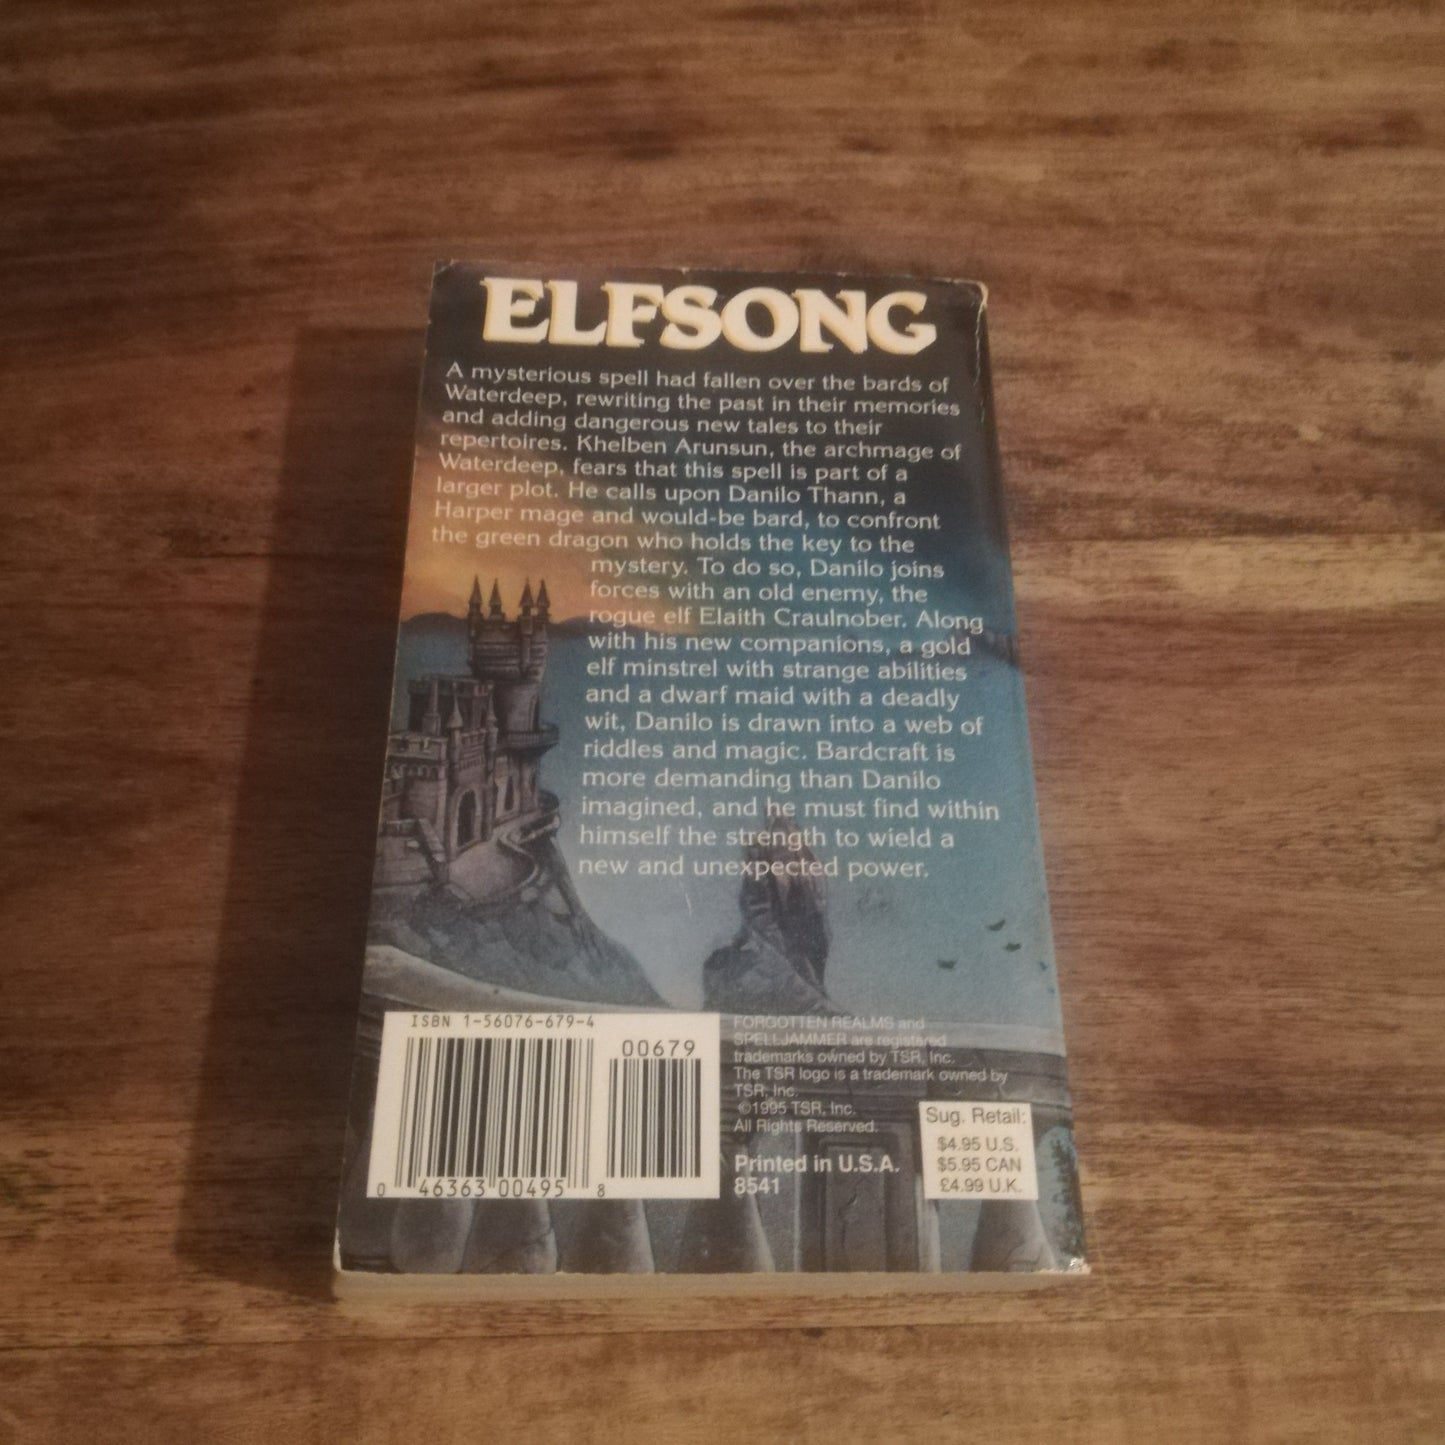 ELFSONG
A mysterious spell had fallen over the bards of
Waterdeep, rewriting the past in their memories
and adding dangerous new tales to their
repertoires. Khelben Arunsun, the archmage of
Waterdeep, fears that this spell is part of a
larger plot. He calls upon Danilo Thann, a
Harper mage and would-be bard, to confront
the green dragon who holds the key to the
mystery. To do so, Danilo joins
forces with an old enemy, the
rogue elf Elaith Craulnober. Along
with his new companions, a gold
elf minstrel with strange abilities
and a dwarf maid with a deadly
wit, Danilo is drawn into a web of
riddles and magic. Bardcraft is
more demanding than Danilo
imagined, and he must find within
himself the strength to wield a
new and unexpected power.
ISBN 1-56076-679-4
00679
0 46363 00495 8
FORGOTTEN REALMS and
SPELLJAMMER are registered
trademarks owned by TSR, Inc.
The TSR logo is a trademark owned by
TSR, Inc.
©1995 TSR, Inc.
All Rights Reserved.
Printed in U.S.A.
8541
Sug. Retail:
$4.95 U.S.
$5.95 CAN
£4.99 U.K.